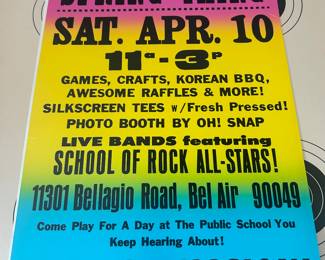 SAT. APR. 10
11a-3p
GAMES, CRAFTS, KOREAN BBQ,
AWESOME RAFFLES & MORE!
SILKSCREEN TEES w/Fresh Pressed!
PHOTO BOOTH BY OH! SNAP
LIVE BANDS featuring
SCHOOL OF ROCK ALL-STARS!
11301 Bellagio Road, Bel Air 90049
Come Play For A Day at The Public School You
Keep Hearing About!